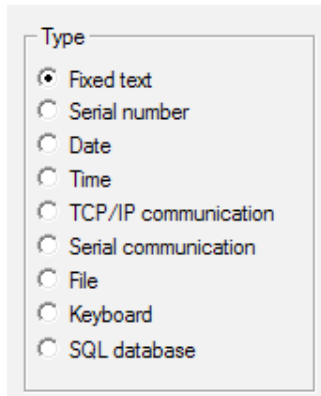 Type
Fixed text
Serial number
Date
Time
TCP/IP communication
Serial communication
File
Keyboard
SQL database